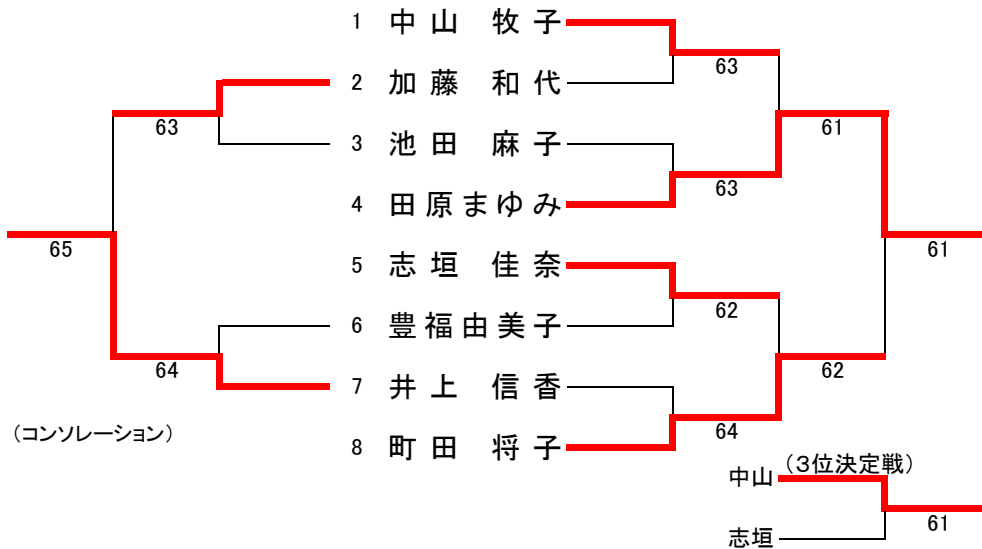 1 中山 牧子
63
2 加藤 和代
63
61
3 池田 麻子
63
4 田原まゆみ
65
61
5 志垣 佳奈
62
6 豊福由美子
64
62
7 井上 信香
64
(コンソレーション)
8 町田 将子
(3位決定戦)
中山
61
志垣